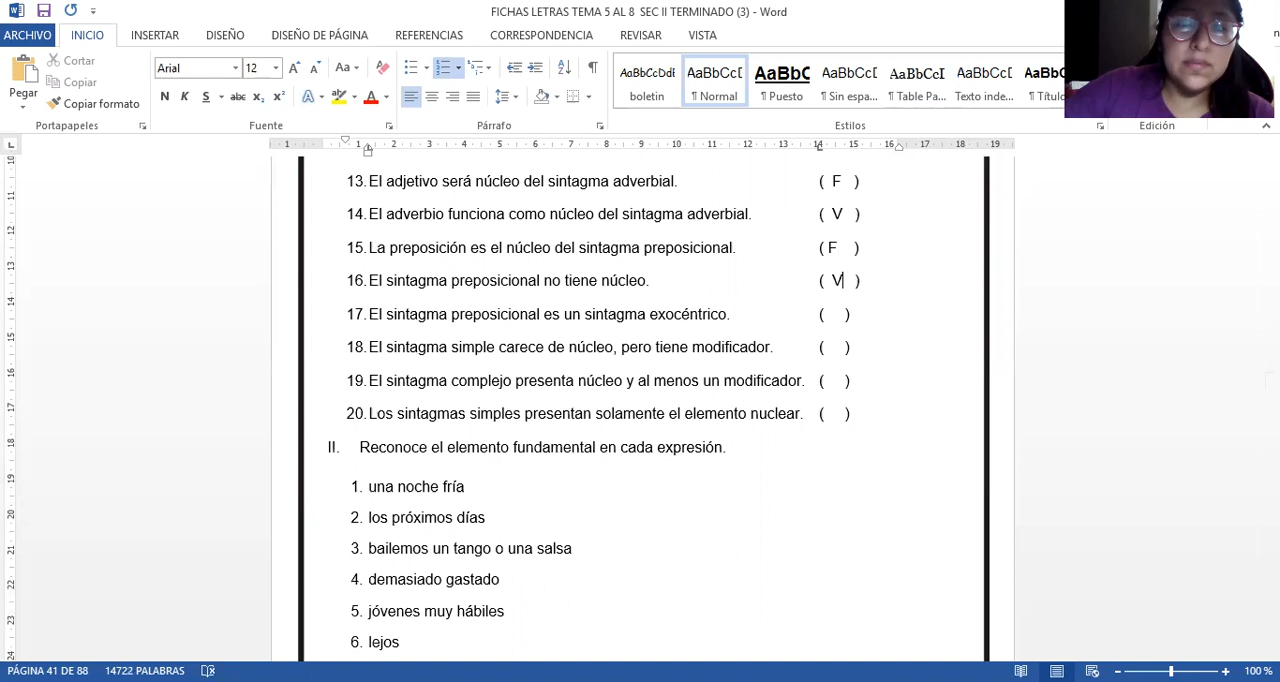 FICHAS LETRAS TEMA 5 AL 8 SEC II TERMINADO (3) - Word
ARCHIVO INICIO INSERTAR DISEÑO DISEÑO DE PÁGINA REFERENCIAS CORRESPONDENCIA REVISAR VISTA
Pegar
Cortar
Copiar
Copiar formato
Portapapeles
Arial 12
Aa
N K S abc x₂ x²
Fuente
Párrafo
AaBbCcDdI AaBbCcD AaBbC AaBbCcD AaBbCcI AaBbCcD AaBbC
boletin ¶ Normal ¶ Puesto ¶ Sin espa... ¶ Table Pa... Texto inde... ¶ Título
Estilos
Edición
13. El adjetivo será núcleo del sintagma adverbial. ( F )
14. El adverbio funciona como núcleo del sintagma adverbial. ( V )
15. La preposición es el núcleo del sintagma preposicional. ( F )
16. El sintagma preposicional no tiene núcleo. ( V )
17. El sintagma preposicional es un sintagma exocéntrico. ( )
18. El sintagma simple carece de núcleo, pero tiene modificador. ( )
19. El sintagma complejo presenta núcleo y al menos un modificador. ( )
20. Los sintagmas simples presentan solamente el elemento nuclear. ( )
II. Reconoce el elemento fundamental en cada expresión.
1. una noche fría
2. los próximos días
3. bailemos un tango o una salsa
4. demasiado gastado
5. jóvenes muy hábiles
6. lejos
PÁGINA 41 DE 88 14722 PALABRAS 100 %